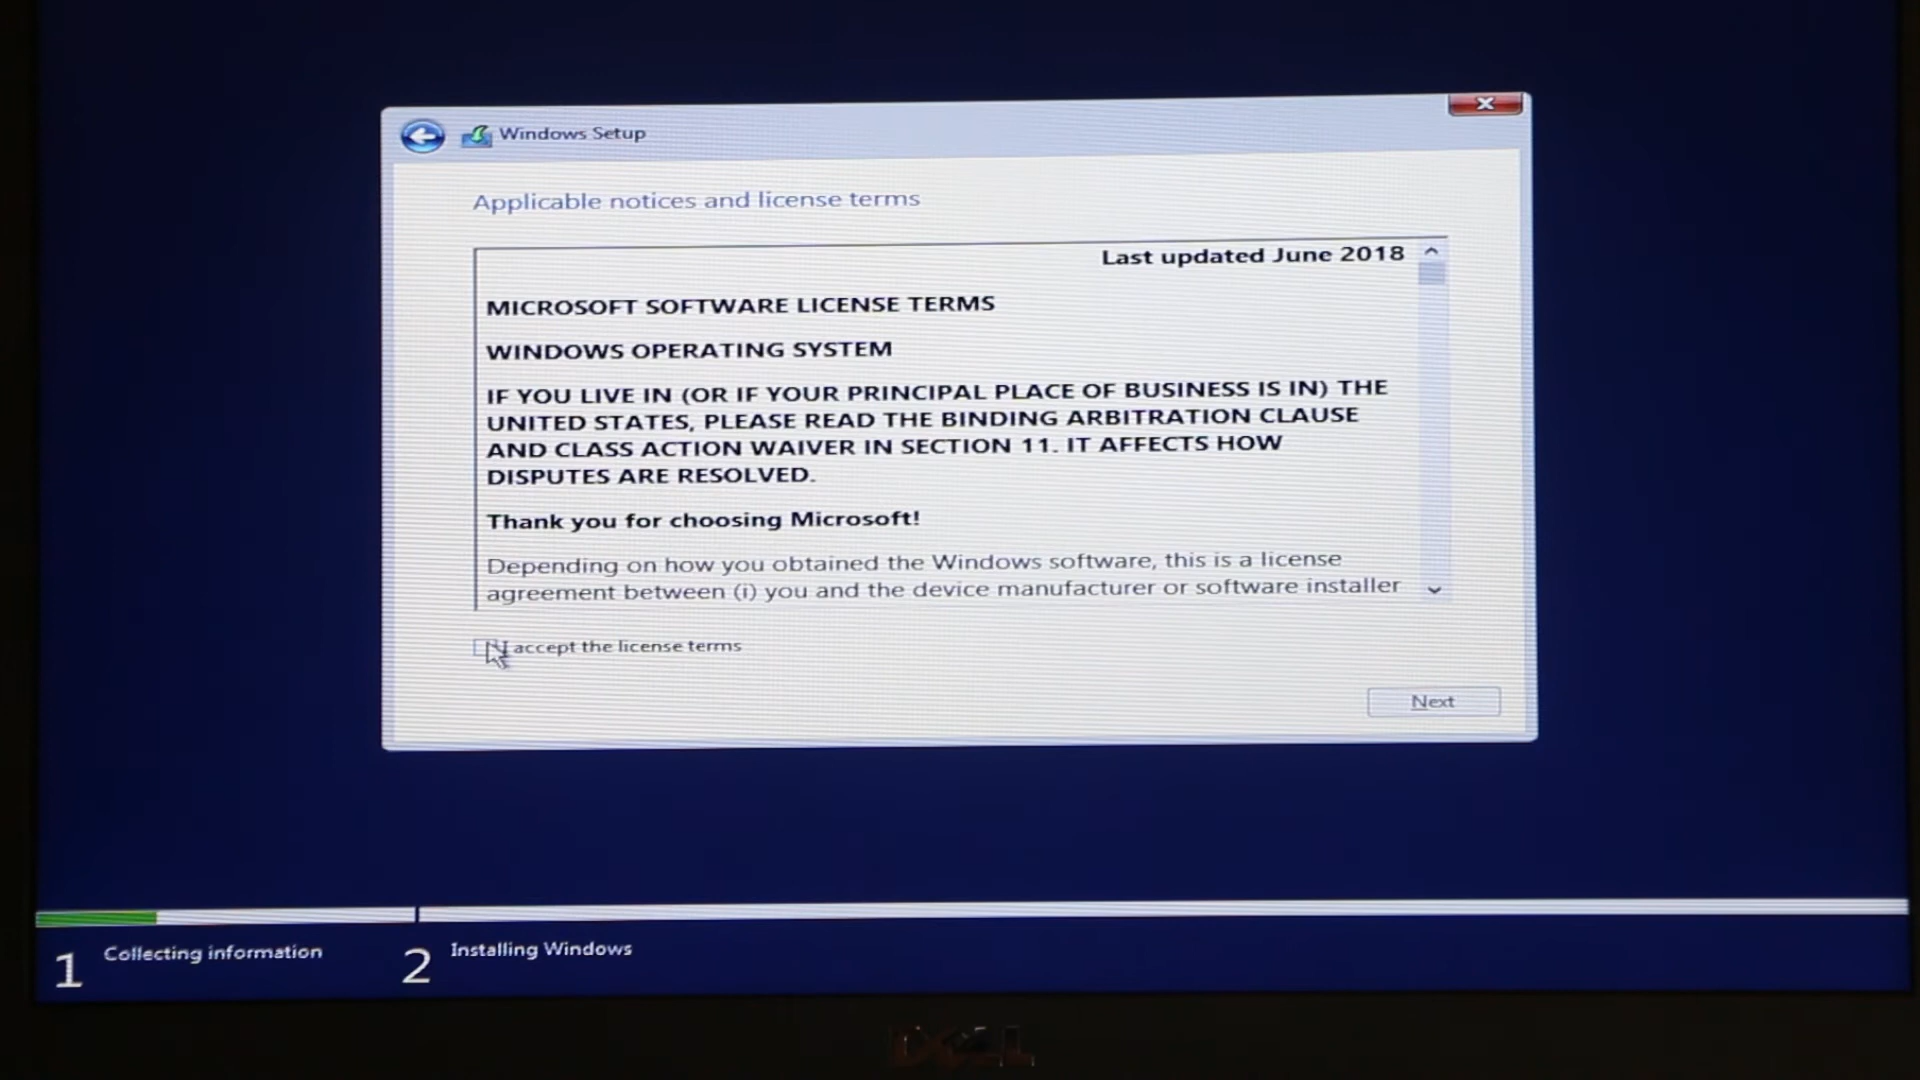 Windows Setup
Applicable notices and license terms
Last updated June 2018
MICROSOFT SOFTWARE LICENSE TERMS
WINDOWS OPERATING SYSTEM
IF YOU LIVE IN (OR IF YOUR PRINCIPAL PLACE OF BUSINESS IS IN) THE
UNITED STATES, PLEASE READ THE BINDING ARBITRATION CLAUSE
AND CLASS ACTION WAIVER IN SECTION 11. IT AFFECTS HOW
DISPUTES ARE RESOLVED.
Thank you for choosing Microsoft!
Depending on how you obtained the Windows software, this is a license
agreement between (i) you and the device manufacturer or software installer
I accept the license terms
Next
1 Collecting information
2 Installing Windows
DELL